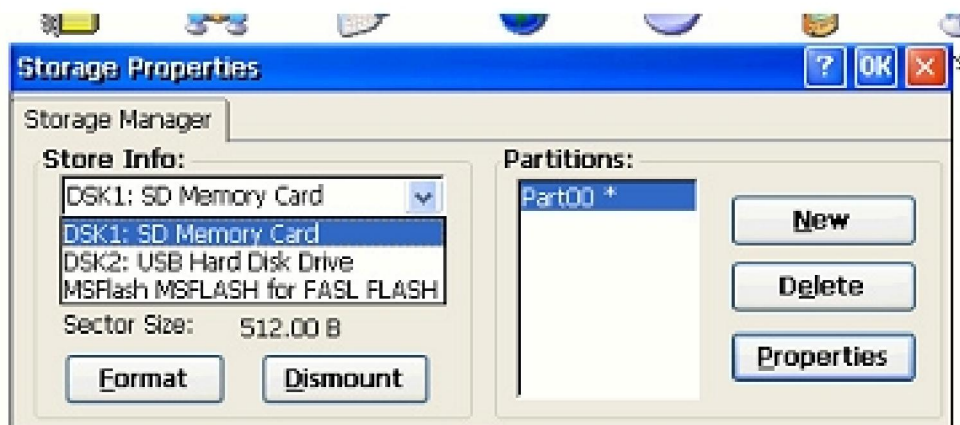 Storage Properties
? OK
Storage Manager
Store Info:
DSK1: SD Memory Card
DSK1: SD Memory Card
DSK2: USB Hard Disk Drive
MSFlash MSFLASH for FASL FLASH
Sector Size: 512.00 B
Format Dismount
Partitions:
Part00 *
New
Delete
Properties